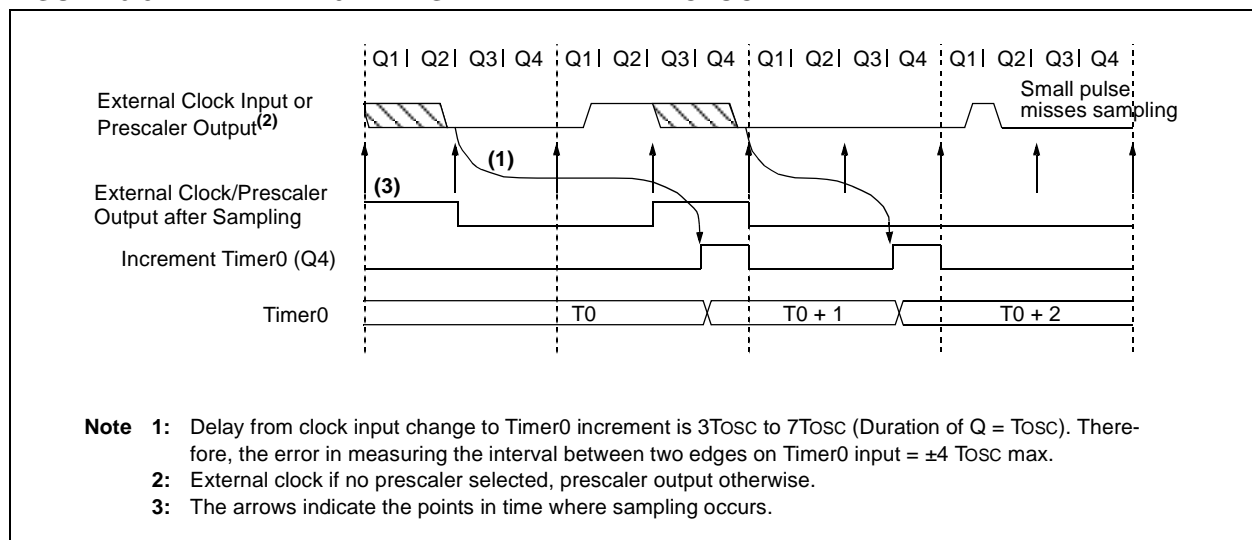 Q1| Q2| Q3| Q4 Q1| Q2| Q3| Q4 Q1| Q2| Q3| Q4 Q1| Q2| Q3| Q4
Small pulse
misses sampling
External Clock Input or
Prescaler Output(2)
(1)
(3)
External Clock/Prescaler
Output after Sampling
Increment Timer0 (Q4)
Timer0 T0 T0 + 1 T0 + 2
Note 1: Delay from clock input change to Timer0 increment is 3TOSC to 7TOSC (Duration of Q = TOSC). There-
fore, the error in measuring the interval between two edges on Timer0 input = ±4 TOSC max.
2: External clock if no prescaler selected, prescaler output otherwise.
3: The arrows indicate the points in time where sampling occurs.